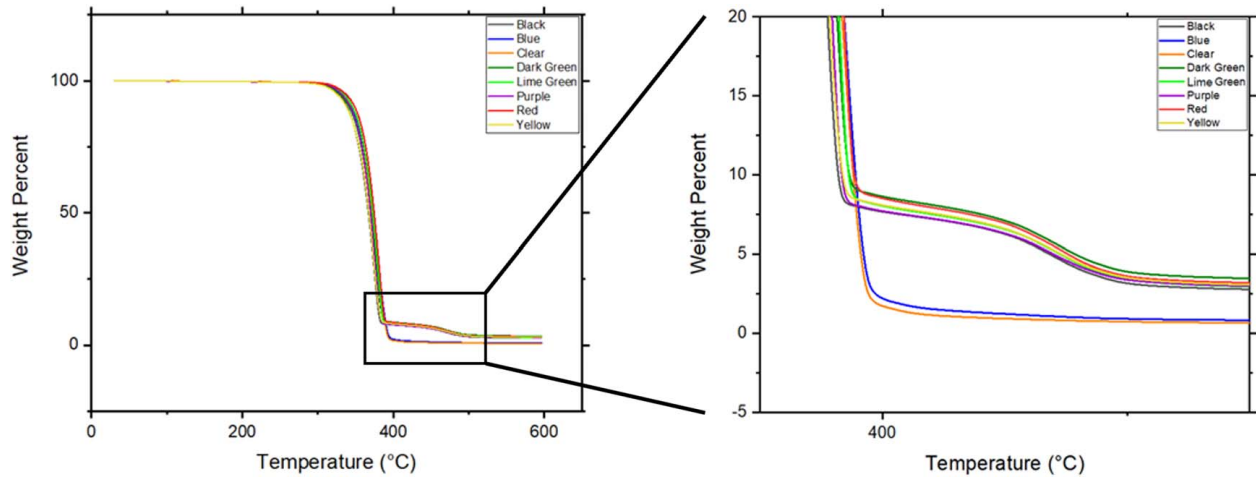 Weight Percent
100
50
0
0
200
400
600
Temperature (°C)
Black
Blue
Clear
Dark Green
Lime Green
Purple
Red
Yellow
Weight Percent
20
15
10
5
0
-5
400
Temperature (°C)
Black
Blue
Clear
Dark Green
Lime Green
Purple
Red
Yellow